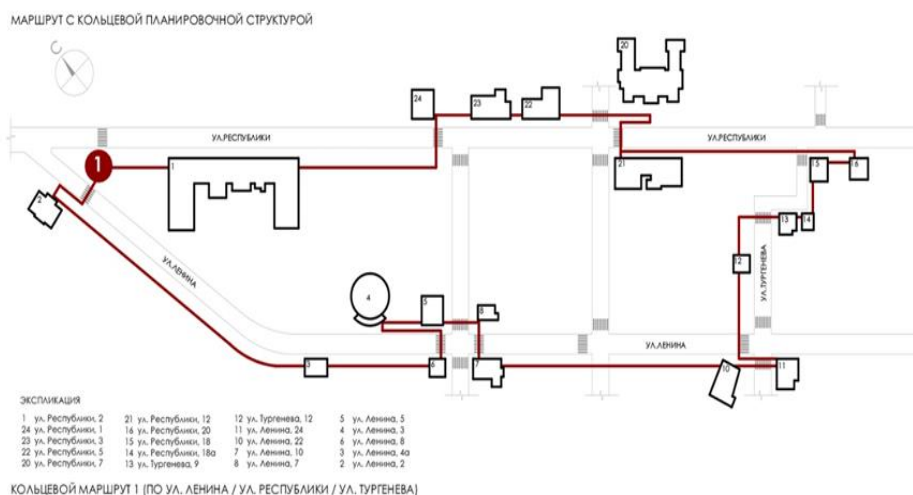 МАРШРУТ С КОЛЬЦЕВОЙ ПЛАНИРОВОЧНОЙ СТРУКТУРОЙ
С
20
24
23
22
УЛ.РЕСПУБЛИКИ
УЛ.РЕСПУБЛИКИ
1
1
21
15
16
2
13
14
12
УЛ.ЛЕНИНА
УЛ.ТУРГЕНЕВА
4
5
8
УЛ.ЛЕНИНА
3
6
7
10
11
ЭКСПЛИКАЦИЯ
1 ул. Республики, 2
24 ул. Республики, 1
23 ул. Республики, 3
22 ул. Республики, 5
20 ул. Республики, 7
21 ул. Республики, 12
16 ул. Республики, 20
15 ул. Республики, 18
14 ул. Республики, 18а
13 ул. Тургенева, 9
12 ул. Тургенева, 12
11 ул. Ленина, 24
10 ул. Ленина, 22
7 ул. Ленина, 10
8 ул. Ленина, 7
5 ул. Ленина, 5
4 ул. Ленина, 3
6 ул. Ленина, 8
3 ул. Ленина, 4а
2 ул. Ленина, 2
КОЛЬЦЕВОЙ МАРШРУТ 1 (ПО УЛ. ЛЕНИНА / УЛ. РЕСПУБЛИКИ / УЛ. ТУРГЕНЕВА)